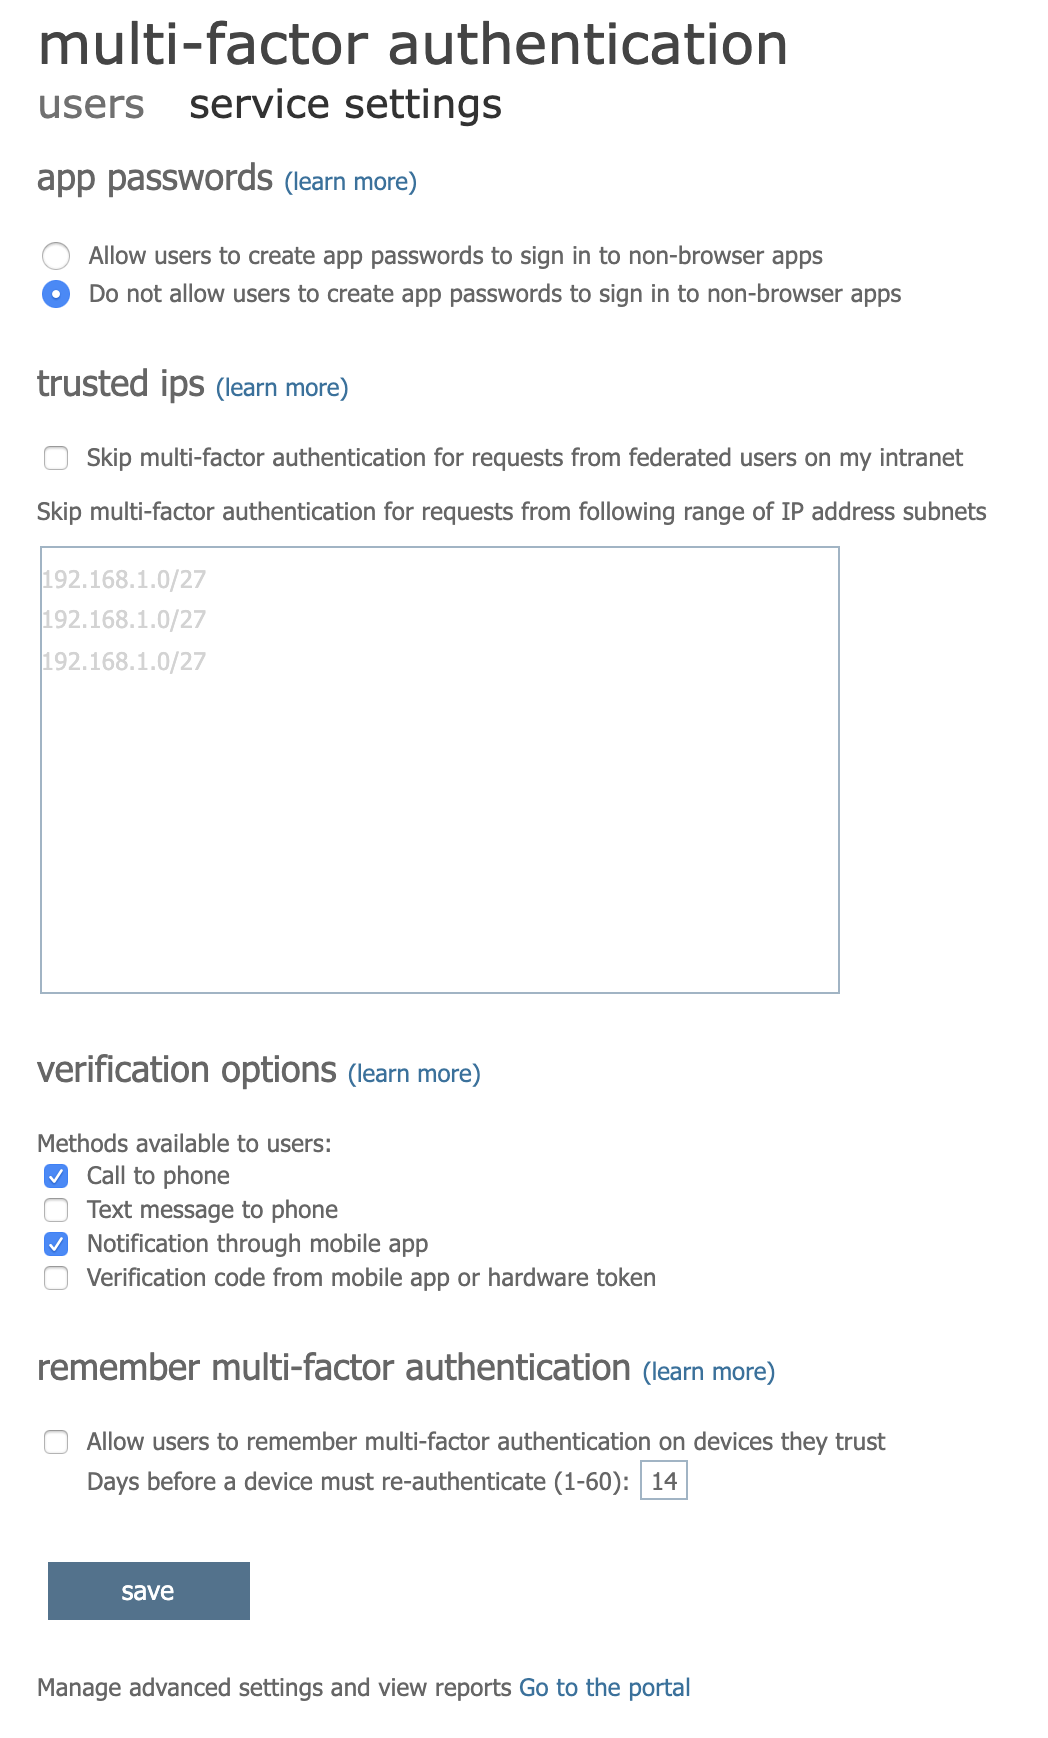 multi-factor authentication
users service settings
app passwords (learn more)
Allow users to create app passwords to sign in to non-browser apps
Do not allow users to create app passwords to sign in to non-browser apps
trusted ips (learn more)
Skip multi-factor authentication for requests from federated users on my intranet
Skip multi-factor authentication for requests from following range of IP address subnets
192.168.1.0/27
192.168.1.0/27
192.168.1.0/27
verification options (learn more)
Methods available to users:
Call to phone
Text message to phone
Notification through mobile app
Verification code from mobile app or hardware token
remember multi-factor authentication (learn more)
Allow users to remember multi-factor authentication on devices they trust
Days before a device must re-authenticate (1-60): 14
save
Manage advanced settings and view reports Go to the portal